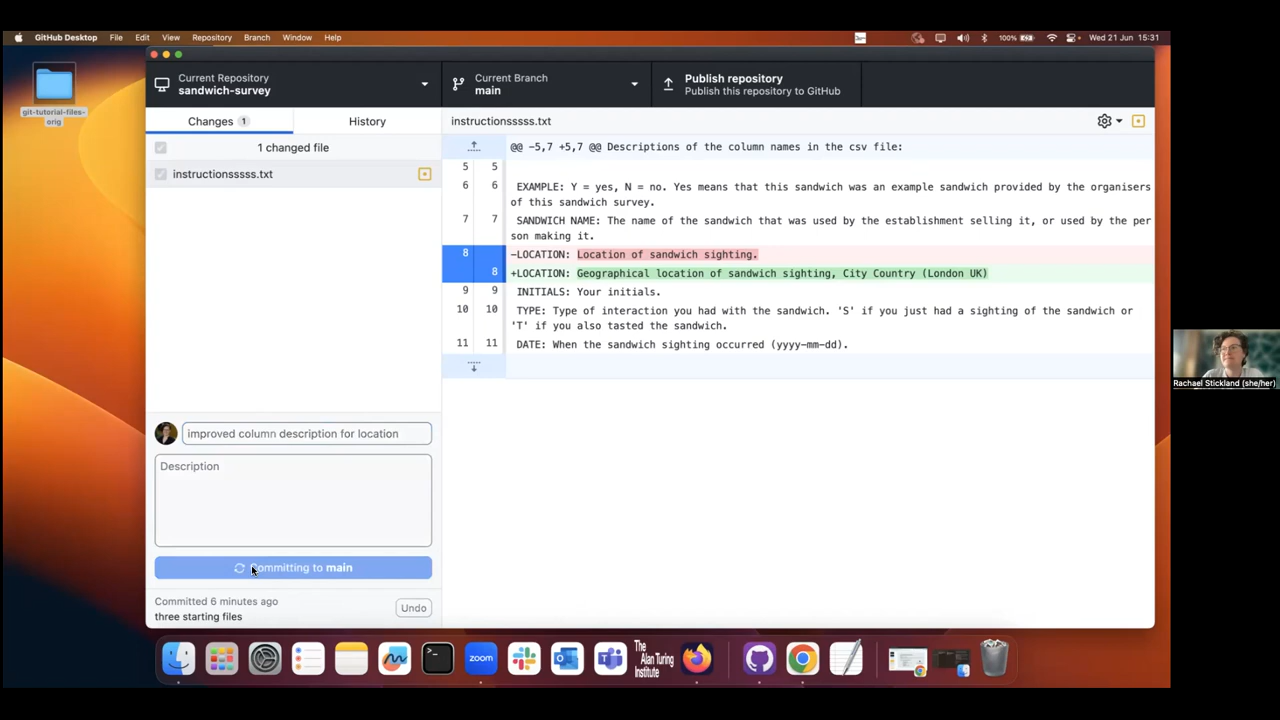 GitHub Desktop File Edit View Repository Branch Window Help 100% Wed 21 Jun 15:31
git-tutorial-files-
orig
Current Repository
sandwich-survey
Current Branch
main
Publish repository
Publish this repository to GitHub
Changes 1 History
instructionsssss.txt
1 changed file
instructionsssss.txt
@@ -5,7 +5,7 @@ Descriptions of the column names in the csv file:
5 5
6 6 EXAMPLE: Y = yes, N = no. Yes means that this sandwich was an example sandwich provided by the organisers
of this sandwich survey.
7 7 SANDWICH NAME: The name of the sandwich that was used by the establishment selling it, or used by the per
son making it.
8 -LOCATION: Location of sandwich sighting.
8 +LOCATION: Geographical location of sandwich sighting, City Country (London UK)
9 9 INITIALS: Your initials.
10 10 TYPE: Type of interaction you had with the sandwich. 'S' if you just had a sighting of the sandwich or
'T' if you also tasted the sandwich.
11 11 DATE: When the sandwich sighting occurred (yyyy-mm-dd).
improved column description for location
Description
Committing to main
Committed 6 minutes ago
three starting files
Undo
zoom
The
Alan Turing
Institute
Rachael Stickland (she/her)